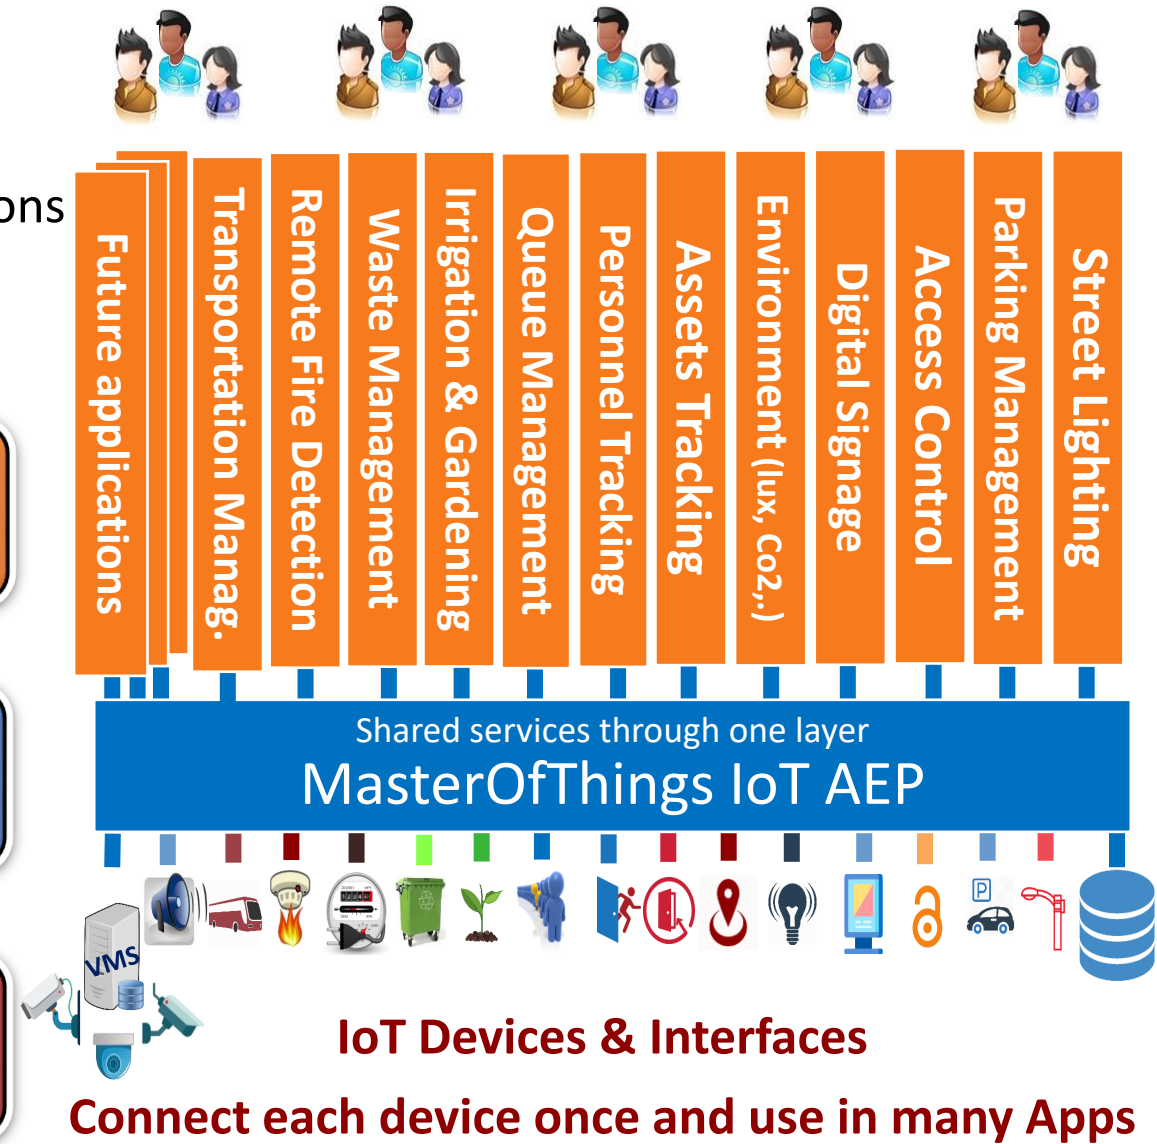 ons
Future applications
Transportation Manag.
Remote Fire Detection
Waste Management
Irrigation & Gardening
Queue Management
Personnel Tracking
Assets Tracking
Environment (lux, Co2,.)
Digital Signage
Access Control
Parking Management
Street Lighting
Shared services through one layer
MasterOfThings IoT AEP
P
VMS
IoT Devices & Interfaces
Connect each device once and use in many Apps